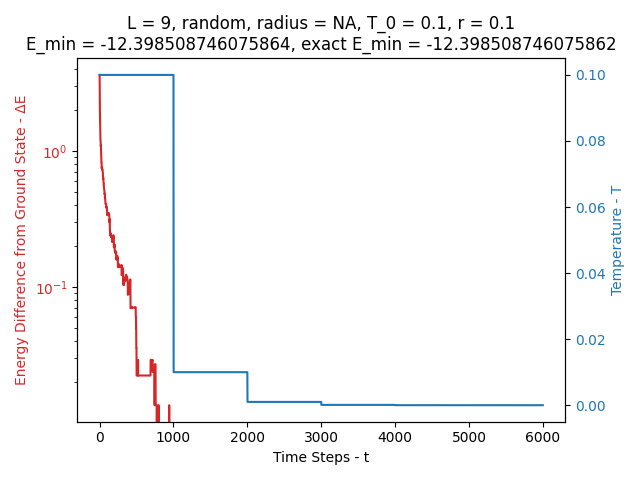 L = 9, random, radius = NA, T_0 = 0.1, r = 0.1
E_min = -12.398508746075864, exact E_min = -12.398508746075862
Energy Difference from Ground State - ΔE
10⁰
10⁻¹
0.10
0.08
0.06
0.04
0.02
0.00
Temperature - T
0 1000 2000 3000 4000 5000 6000
Time Steps - t